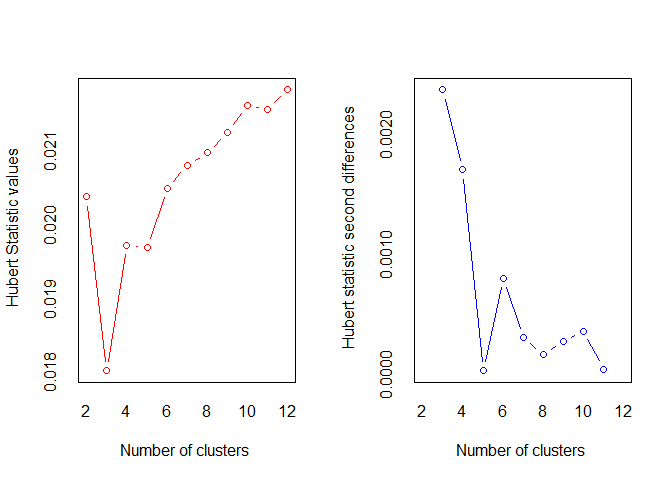 Hubert Statistic values
0.021
0.020
0.019
0.018
2 4 6 8 10 12
Number of clusters
Hubert statistic second differences
0.0020
0.0010
0.0000
2 4 6 8 10 12
Number of clusters